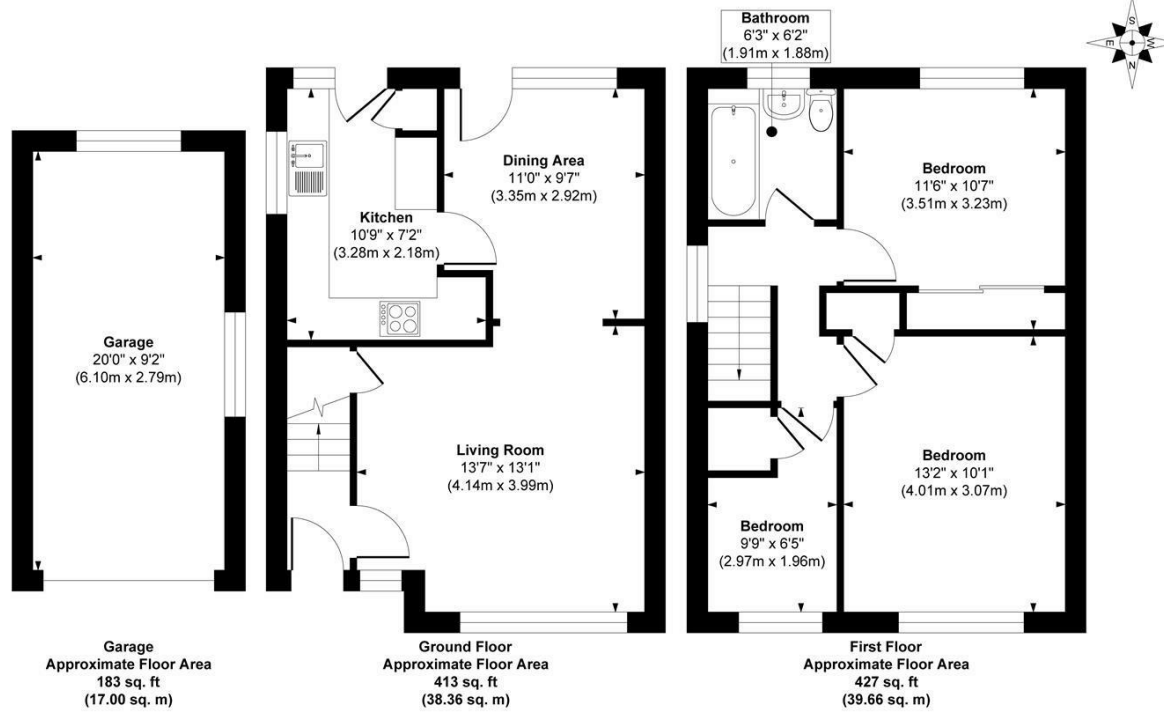 Bathroom
6'3" x 6'2"
(1.91m x 1.88m)
S
E
W
N
Dining Area
11'0" x 9'7"
(3.35m x 2.92m)
Bedroom
11'6" x 10'7"
(3.51m x 3.23m)
Kitchen
10'9" x 7'2"
(3.28m x 2.18m)
Garage
20'0" x 9'2"
(6.10m x 2.79m)
Living Room
13'7" x 13'1"
(4.14m x 3.99m)
Bedroom
13'2" x 10'1"
(4.01m x 3.07m)
Bedroom
9'9" x 6'5"
(2.97m x 1.96m)
Garage
Approximate Floor Area
183 sq. ft
(17.00 sq. m)
Ground Floor
Approximate Floor Area
413 sq. ft
(38.36 sq. m)
First Floor
Approximate Floor Area
427 sq. ft
(39.66 sq. m)